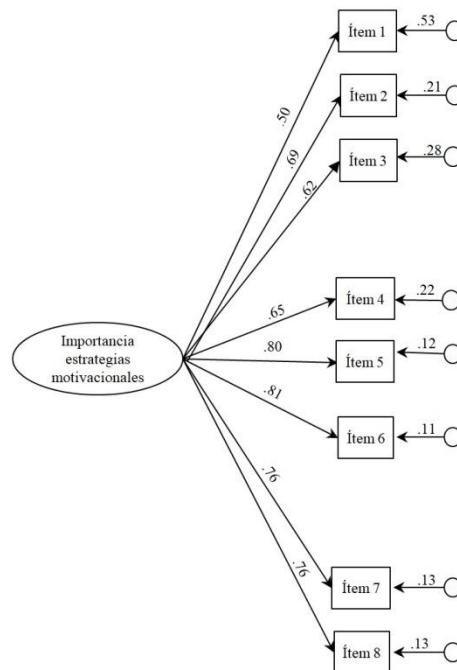 Ítem 1
.53
.50
Ítem 2
.21
.69
Ítem 3
.28
.62
Ítem 4
.22
.65
Importancia
estrategias
motivacionales
.80
Ítem 5
.12
.81
Ítem 6
.11
.76
Ítem 7
.13
.76
Ítem 8
.13